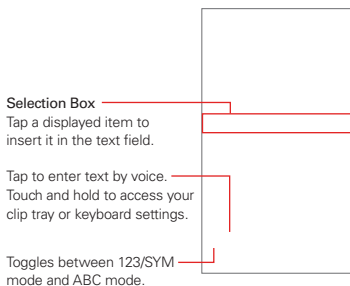 Selection Box
Tap a displayed item to
insert it in the text field.
Tap to enter text by voice.
Touch and hold to access your
clip tray or keyboard settings.
Toggles between 123/SYM
mode and ABC mode.